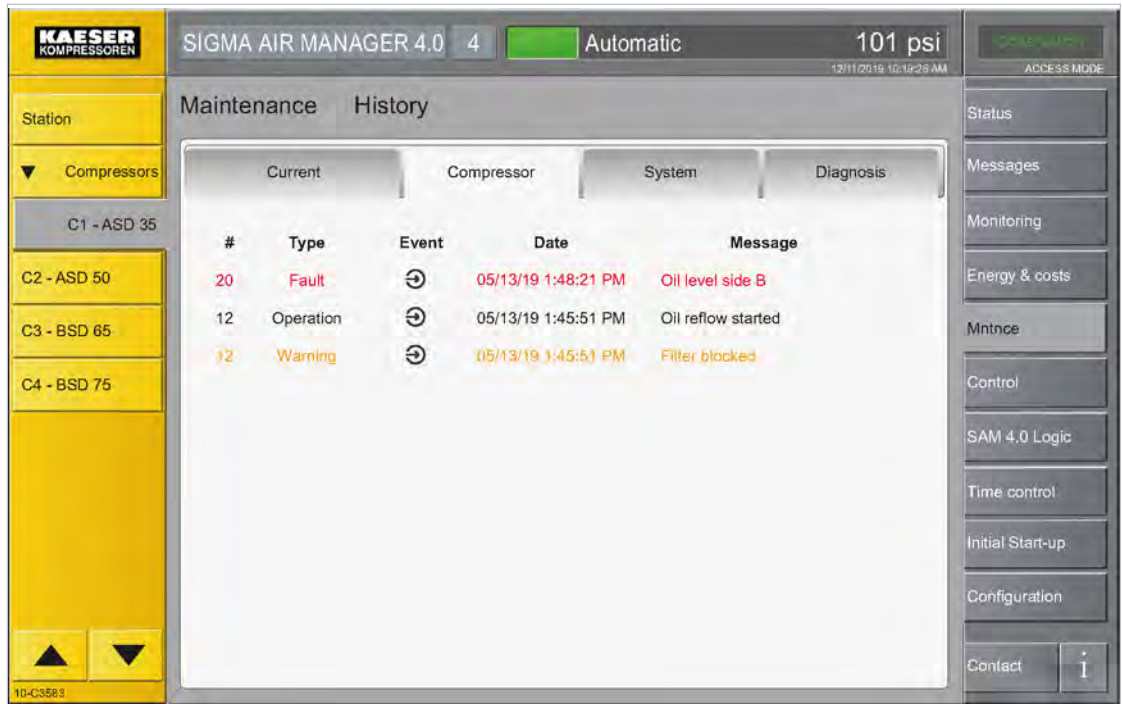 KAESER
KOMPRESSOREN
SIGMA AIR MANAGER 4.0 4 Automatic 101 psi
12/11/2019 10:19:26 AM
ACCESS MODE
Station
Compressors
C1 - ASD 35
C2 - ASD 50
C3 - BSD 65
C4 - BSD 75
10-C3583
Maintenance History
Current Compressor System Diagnosis
# Type Event Date Message
20 Fault 05/13/19 1:48:21 PM Oil level side B
12 Operation 05/13/19 1:45:51 PM Oil reflow started
12 Warning 05/13/19 1:45:51 PM Filter blocked
Status
Messages
Monitoring
Energy & costs
Mntnce
Control
SAM 4.0 Logic
Time control
Initial Start-up
Configuration
Contact i